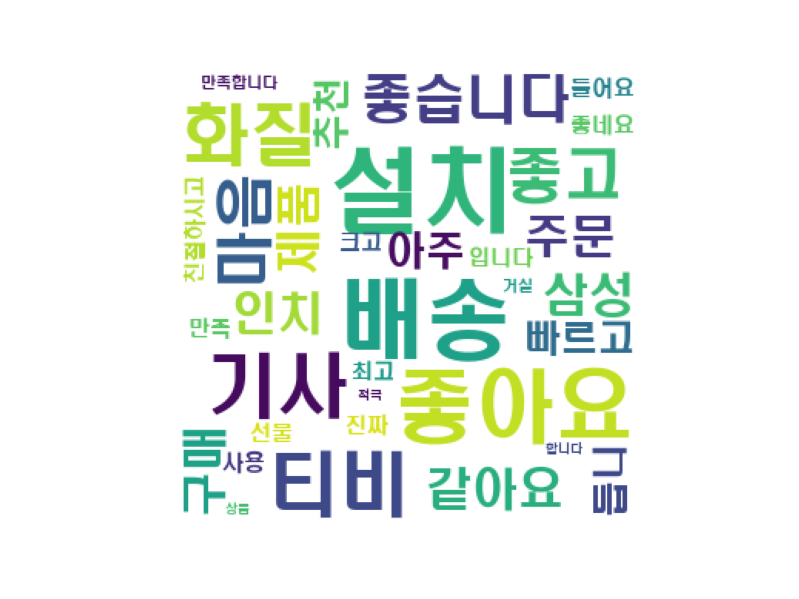 만족합니다
추천
좋습니다
들어요
화질
좋네요
설치
좋고
친절하시고
마음
제품
크고
아주
주문
입니다
인치
배송
거실
삼성
만족
빠르고
기사
최고
적극
좋아요
선물
진짜
구매
사용
티비
같아요
합니다
듭니
상품